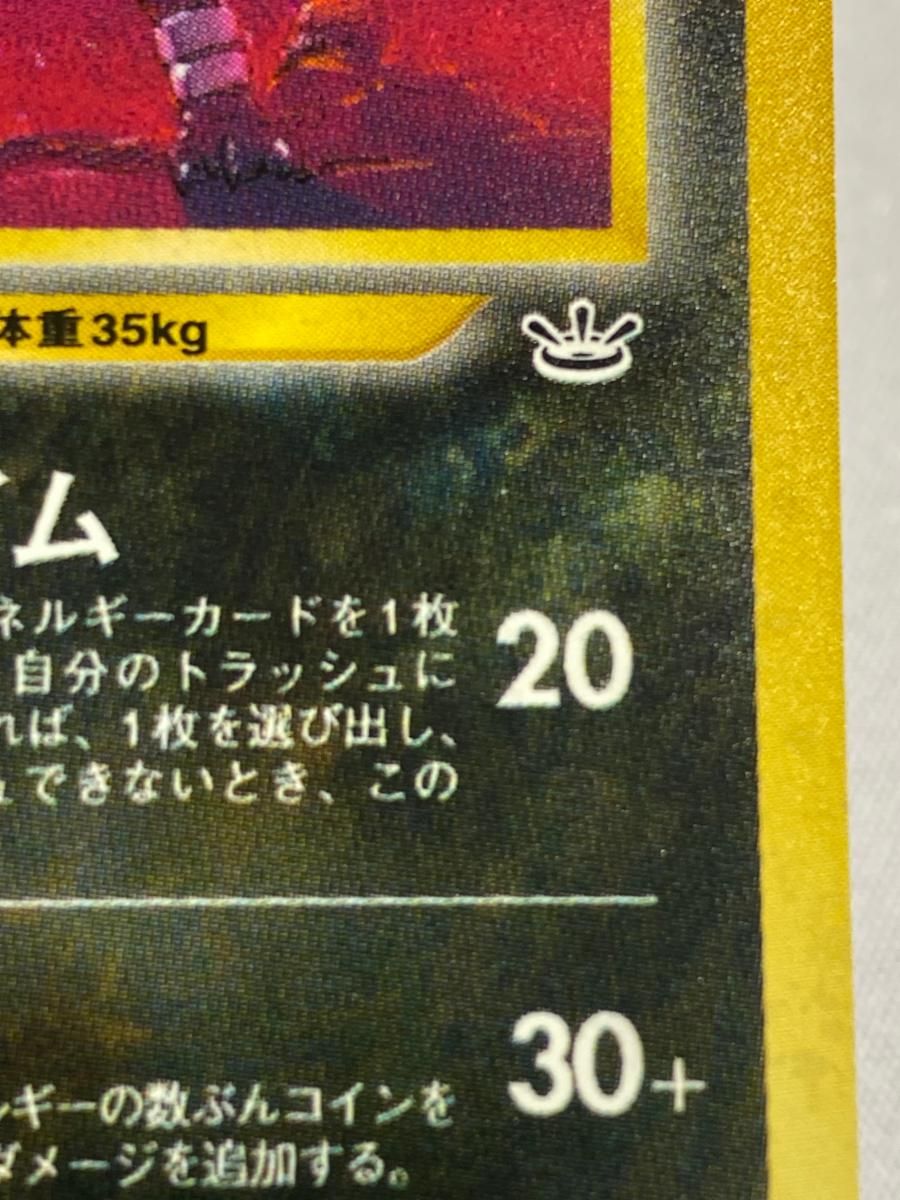 体重35kg
ム
ネルギーカードを1枚
自分のトラッシュに
れば、1枚を選び出し、
できないとき、この
20
ギーの数ぶんコインを
ダメージを追加する。
30+